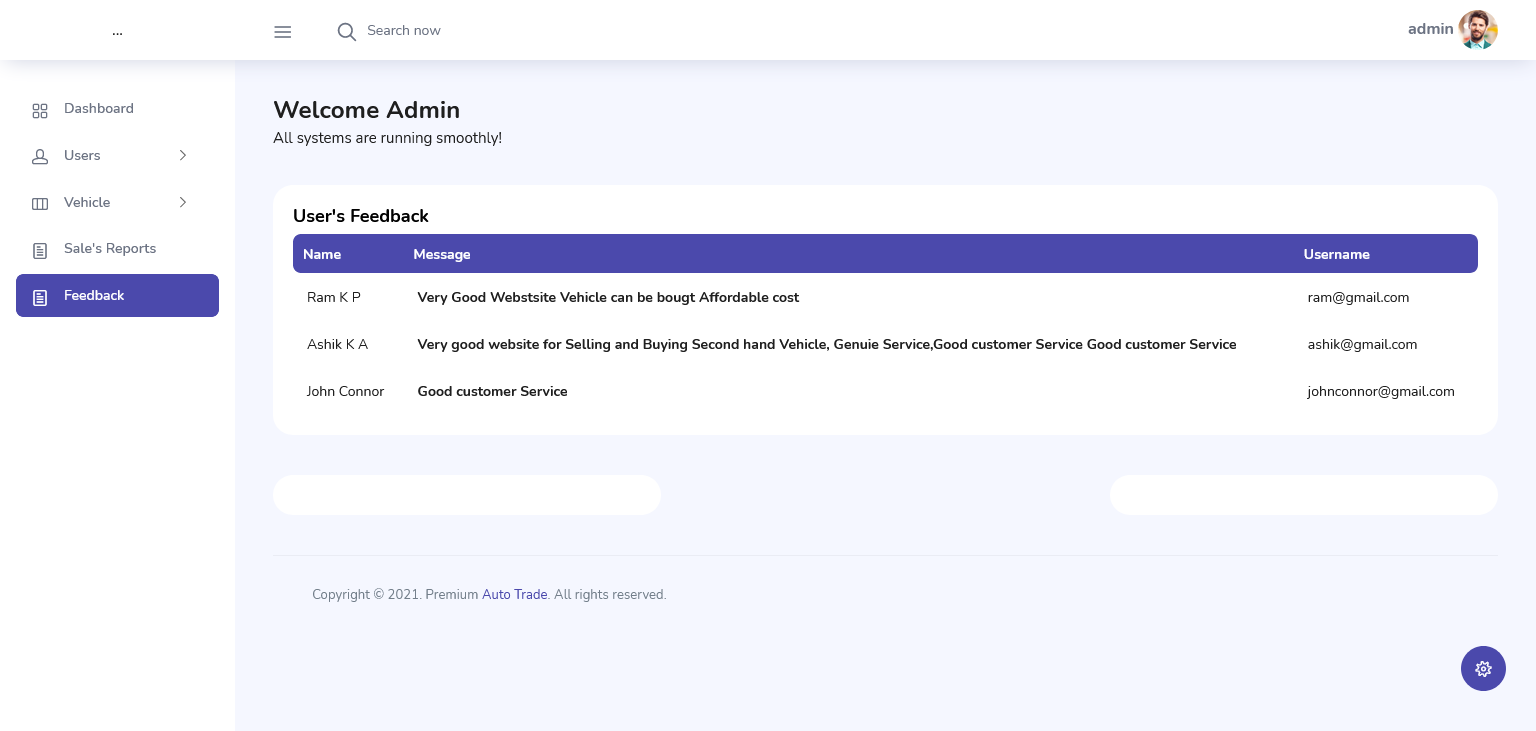 ...
Search now
admin
Dashboard
Users
Vehicle
Sale's Reports
Feedback
Welcome Admin
All systems are running smoothly!
User's Feedback
Name Message Username
Ram K P Very Good Webstsite Vehicle can be bougt Affordable cost ram@gmail.com
Ashik K A Very good website for Selling and Buying Second hand Vehicle, Genuie Service,Good customer Service Good customer Service ashik@gmail.com
John Connor Good customer Service johnconnor@gmail.com
Copyright © 2021. Premium Auto Trade. All rights reserved.